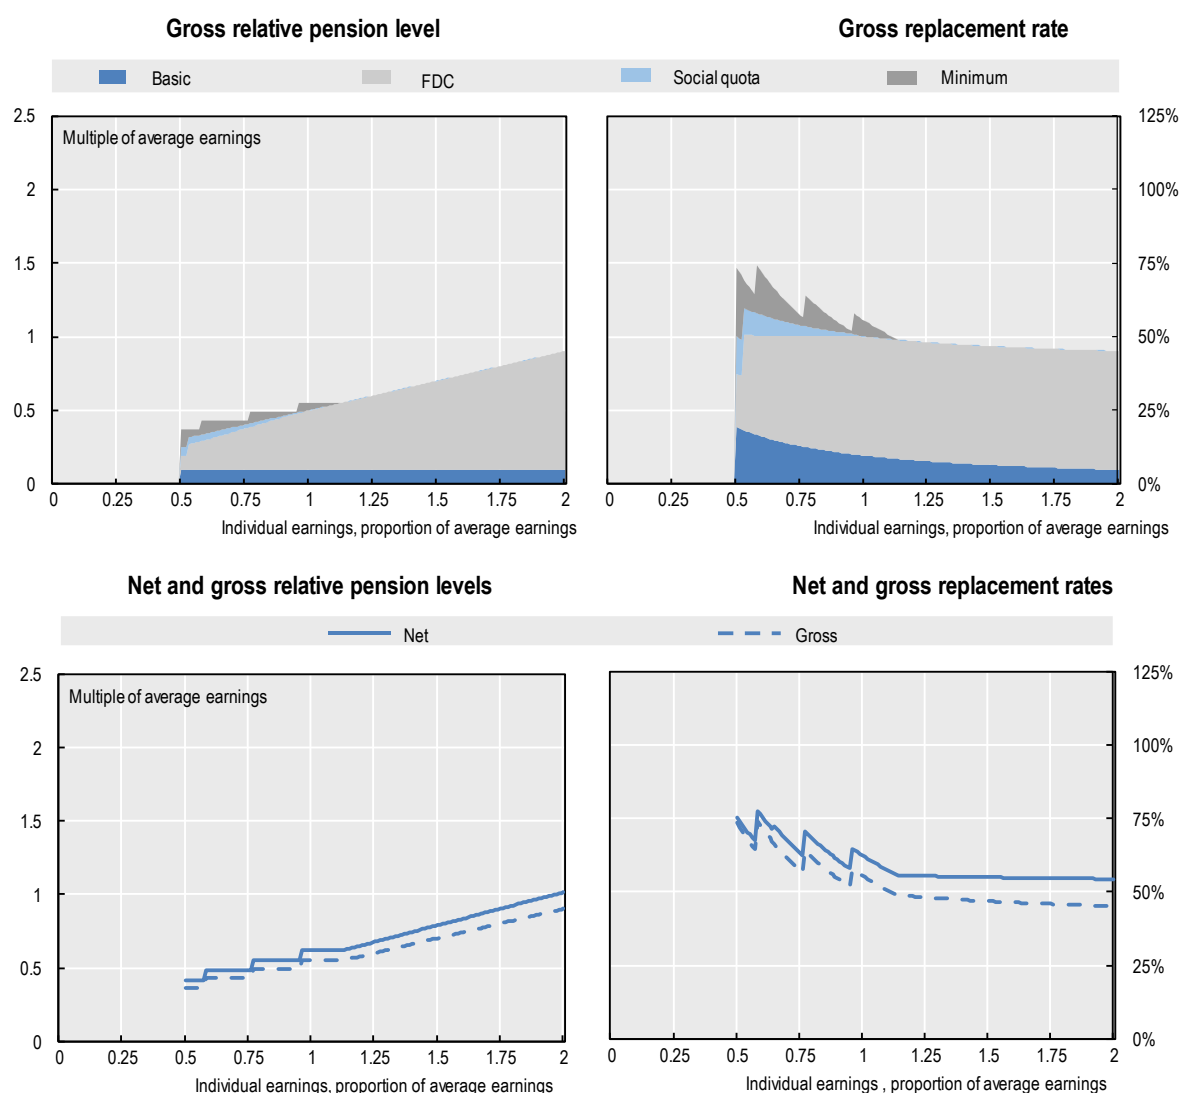 Gross relative pension level
Gross replacement rate
Basic
FDC
Social quota
Minimum
2.5
2
1.5
1
0.5
0
Multiple of average earnings
0 0.25 0.5 0.75 1 1.25 1.5 1.75 2
Individual earnings, proportion of average earnings
125%
100%
75%
50%
25%
0%
0 0.25 0.5 0.75 1 1.25 1.5 1.75 2
Individual earnings, proportion of average earnings
Net and gross relative pension levels
Net and gross replacement rates
Net
Gross
2.5
2
1.5
1
0.5
0
Multiple of average earnings
0 0.25 0.5 0.75 1 1.25 1.5 1.75 2
Individual earnings, proportion of average earnings
125%
100%
75%
50%
25%
0%
0 0.25 0.5 0.75 1 1.25 1.5 1.75 2
Individual earnings , proportion of average earnings